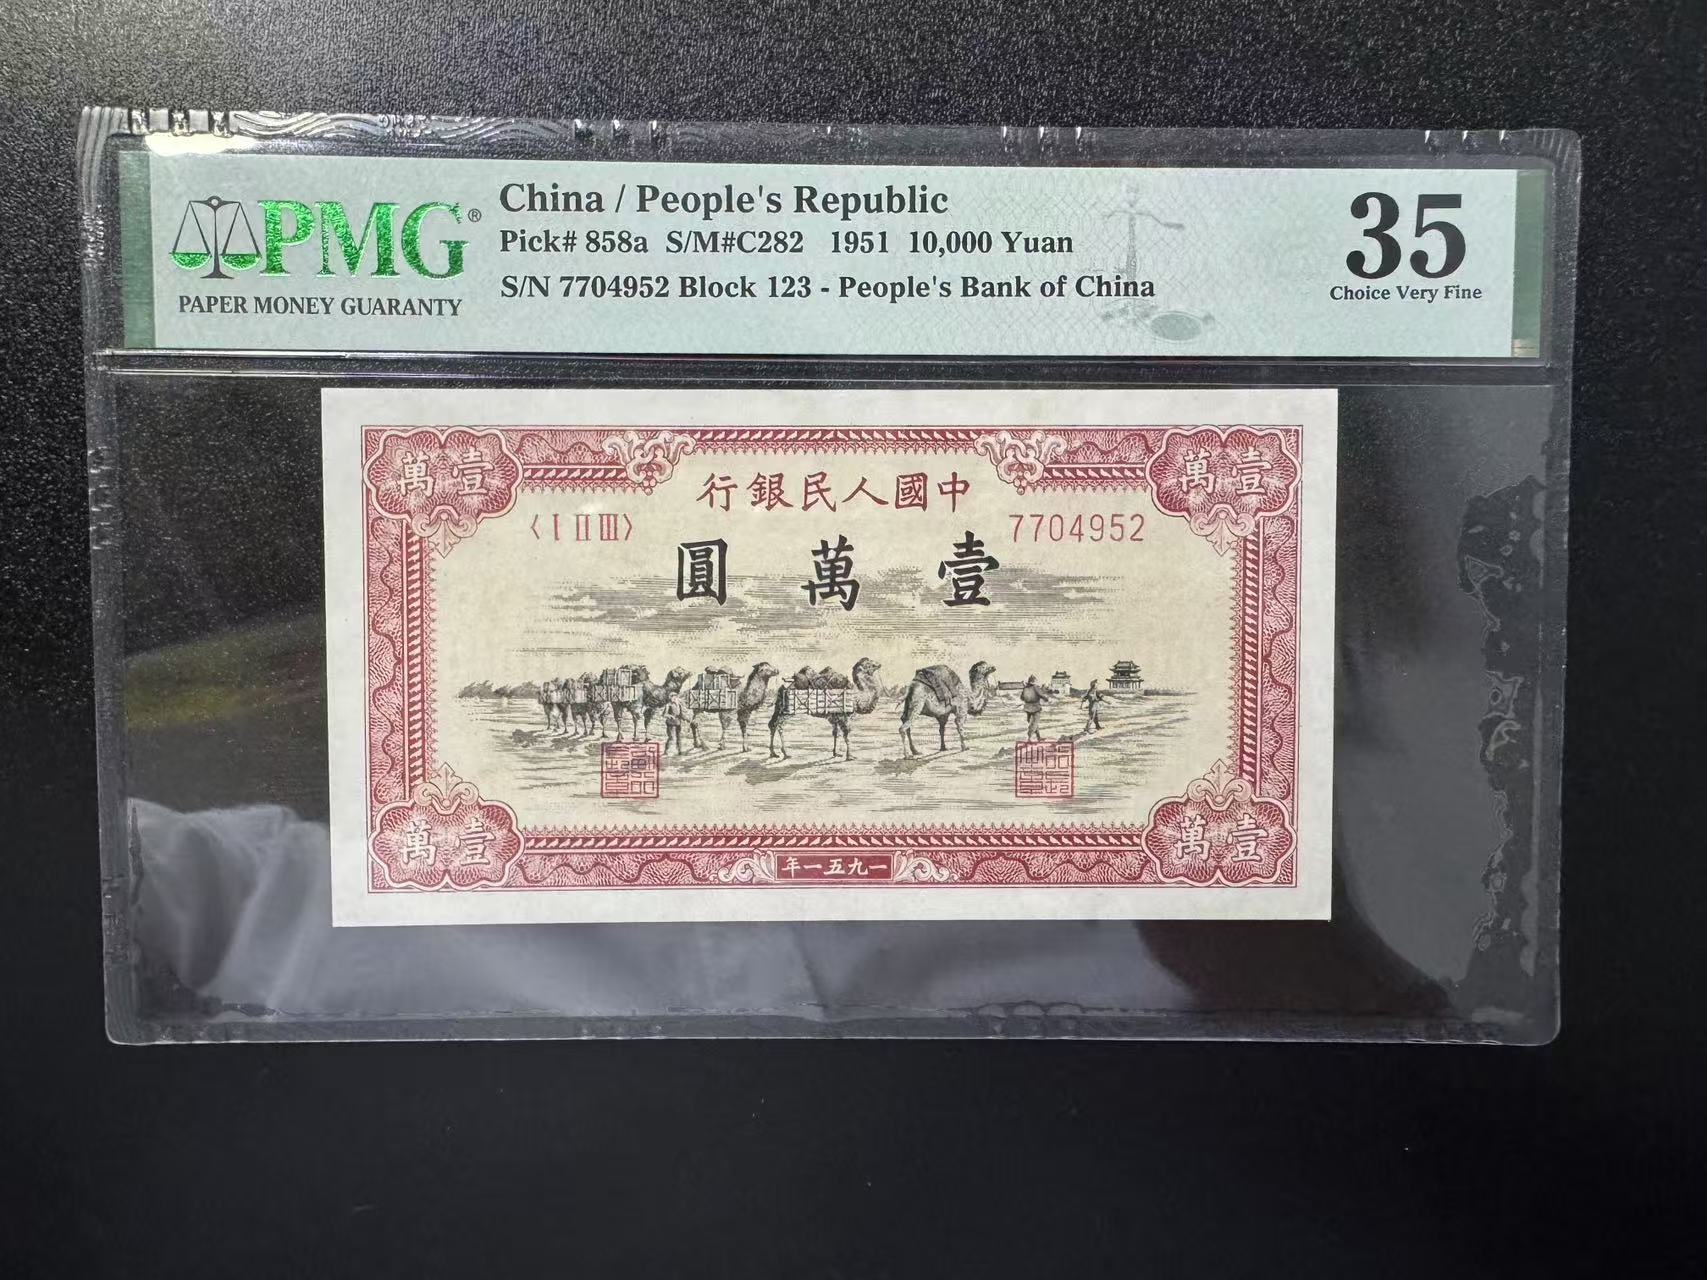 PMG®
PAPER MONEY GUARANTY
China / People's Republic
Pick# 858a S/M#C282 1951 10,000 Yuan
S/N 7704952 Block 123 - People's Bank of China
35
Choice Very Fine
萬壹
行銀民人國中
萬壹
〈ⅠⅡⅢ〉
7704952
圓萬壹
萬壹
年一五九一
萬壹